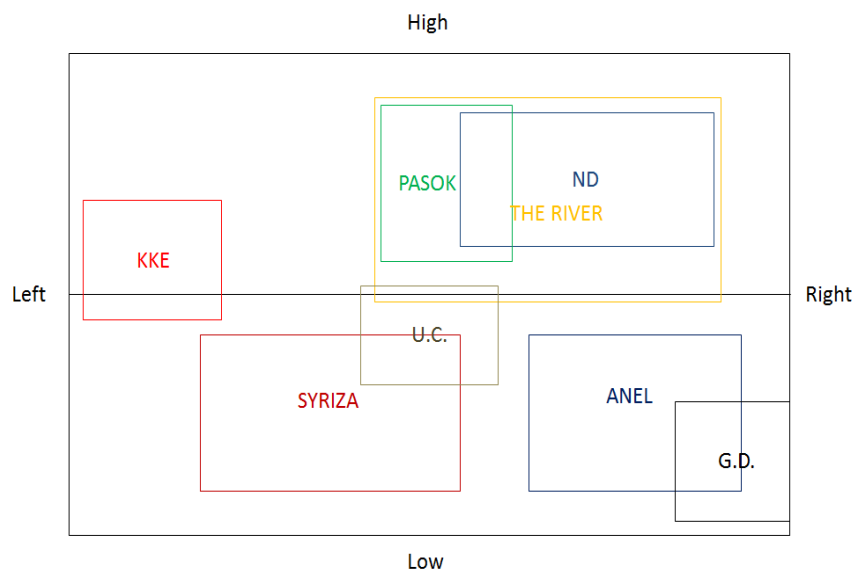 High
PASOK
ND
THE RIVER
KKE
Left
Right
U.C.
SYRIZA
ANEL
G.D.
Low